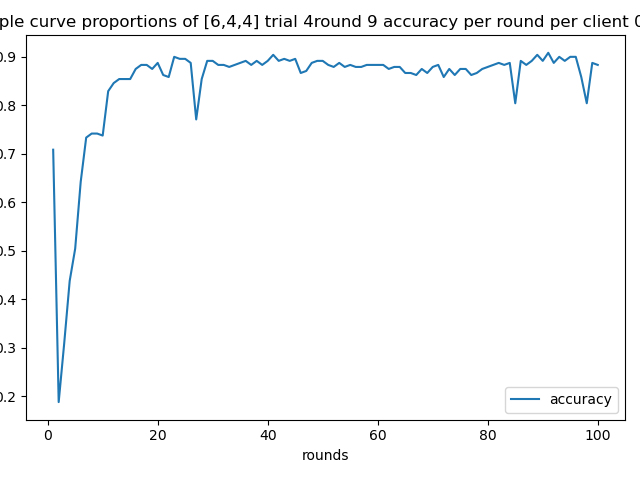 ple curve proportions of [6,4,4] trial 4round 9 accuracy per round per client 0
0.9
0.8
0.7
0.6
0.5
0.4
0.3
0.2
accuracy
0 20 40 60 80 100
rounds